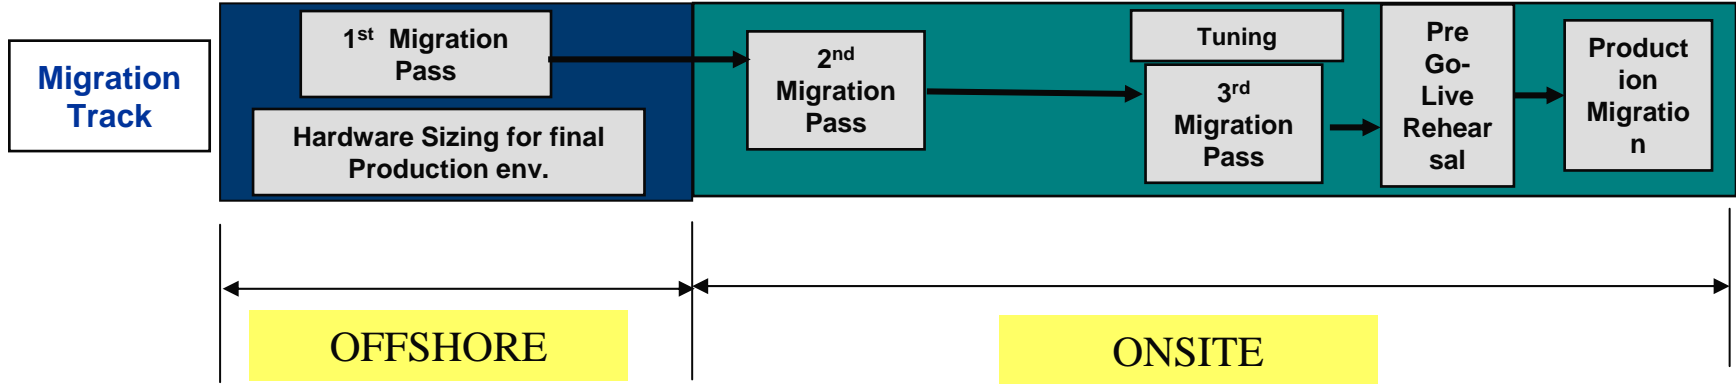 Migration
Track
1st Migration
Pass
Hardware Sizing for final
Production env.
2nd
Migration
Pass
Tuning
3rd
Migration
Pass
Pre
Go-
Live
Rehear
sal
Product
ion
Migratio
n
OFFSHORE
ONSITE